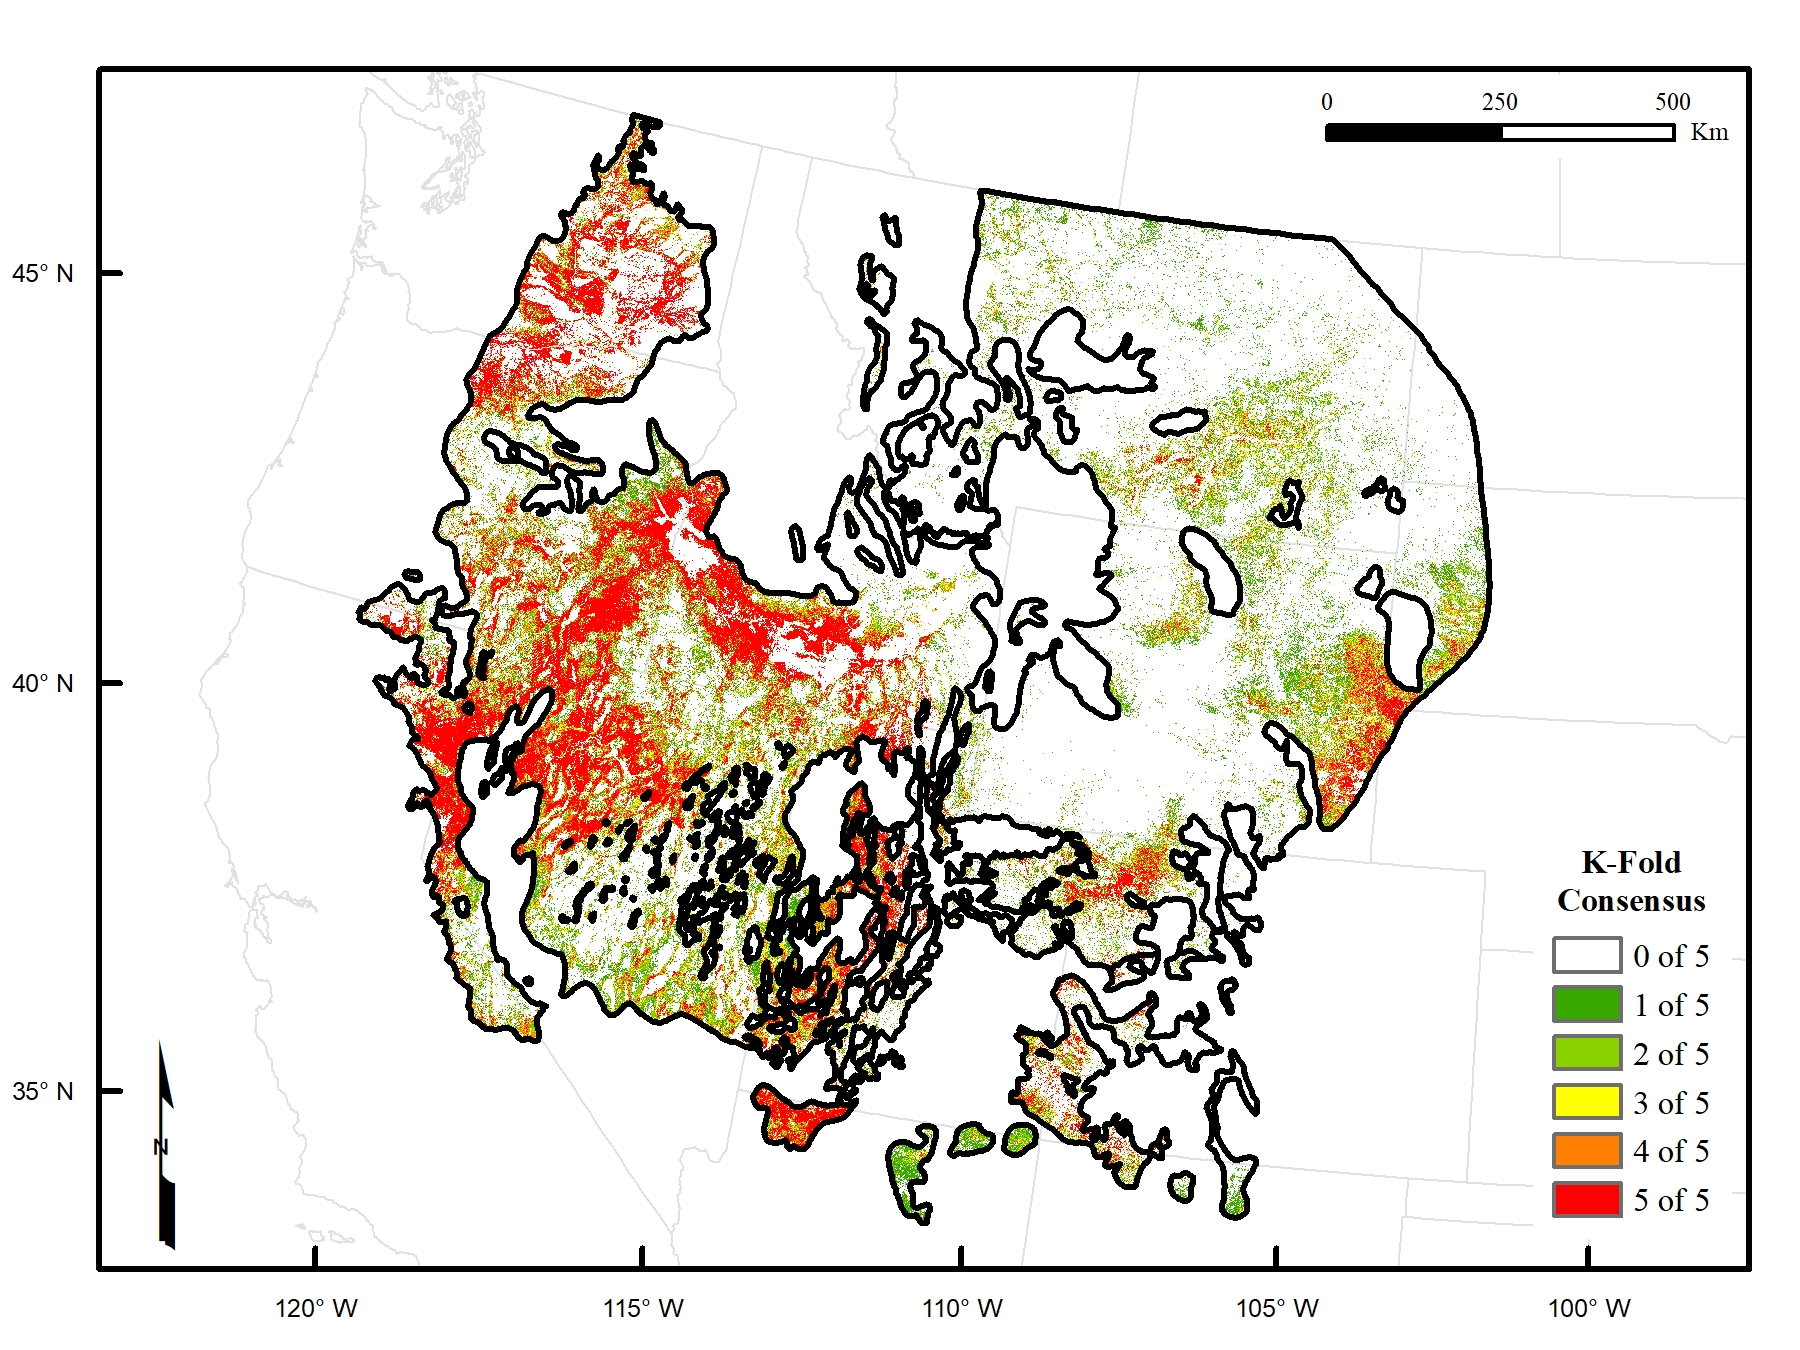 0 250 500
Km
45° N
40° N
35° N
K-Fold
Consensus
0 of 5
1 of 5
2 of 5
3 of 5
4 of 5
5 of 5
N
120° W 115° W 110° W 105° W 100° W